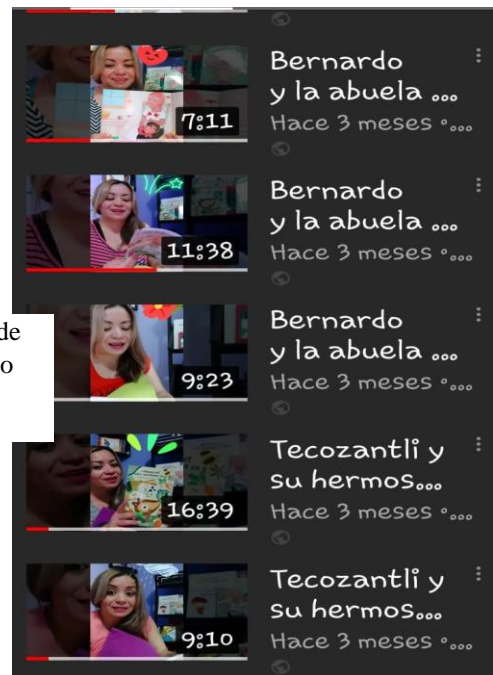 Bernardo
y la abuela ...
7:11
Hace 3 meses •...
Bernardo
y la abuela ...
11:38
Hace 3 meses •...
de
o
Bernardo
y la abuela ...
9:23
Hace 3 meses •...
Tecozantli y
su hermos...
16:39
Hace 3 meses •...
Tecozantli y
su hermos...
9:10
Hace 3 meses •...